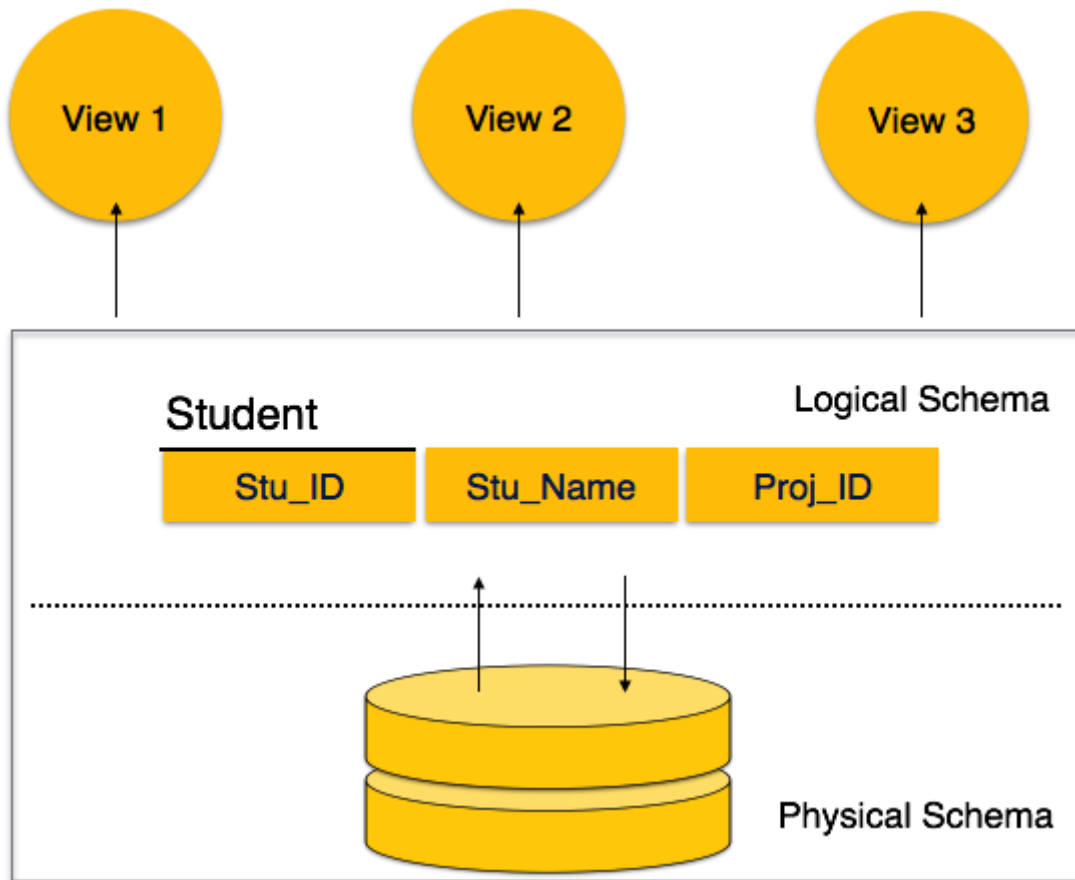 View 1
View 2
View 3
Logical Schema
Student
Stu_ID
Stu_Name
Proj_ID
Physical Schema